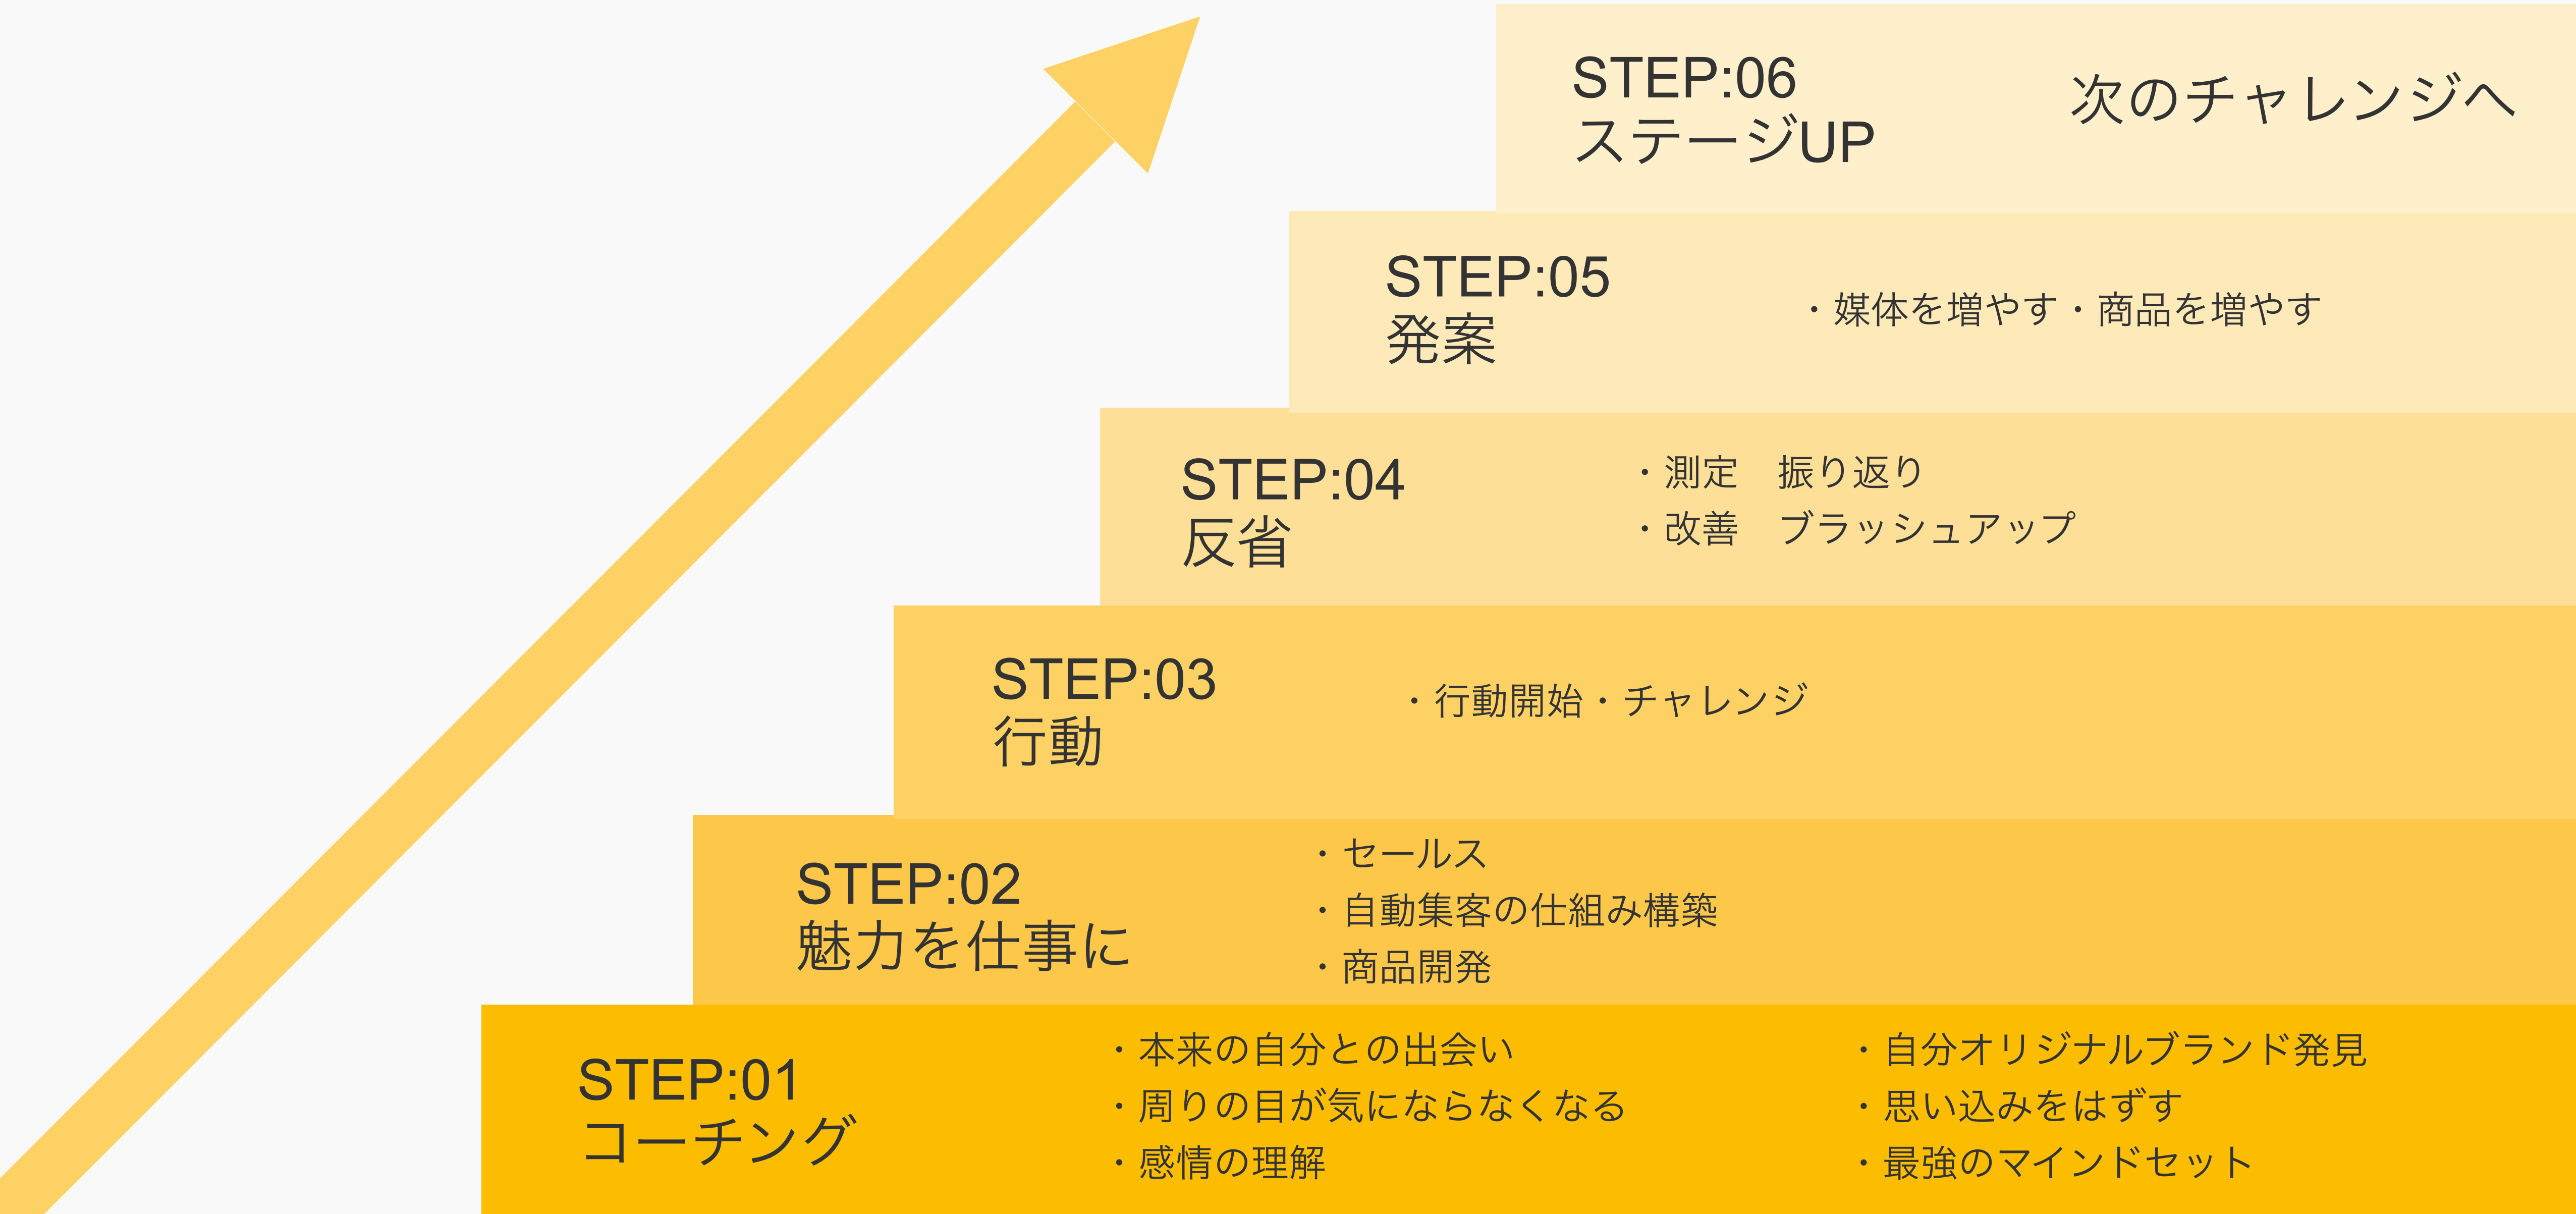 STEP:06
ステージUP
次のチャレンジへ
STEP:05
発案
・媒体を増やす・商品を増やす
STEP:04
反省
・測定　振り返り
・改善　ブラッシュアップ
STEP:03
行動
・行動開始・チャレンジ
STEP:02
魅力を仕事に
・セールス
・自動集客の仕組み構築
・商品開発
STEP:01
コーチング
・本来の自分との出会い
・周りの目が気にならなくなる
・感情の理解
・自分オリジナルブランド発見
・思い込みをはずす
・最強のマインドセット